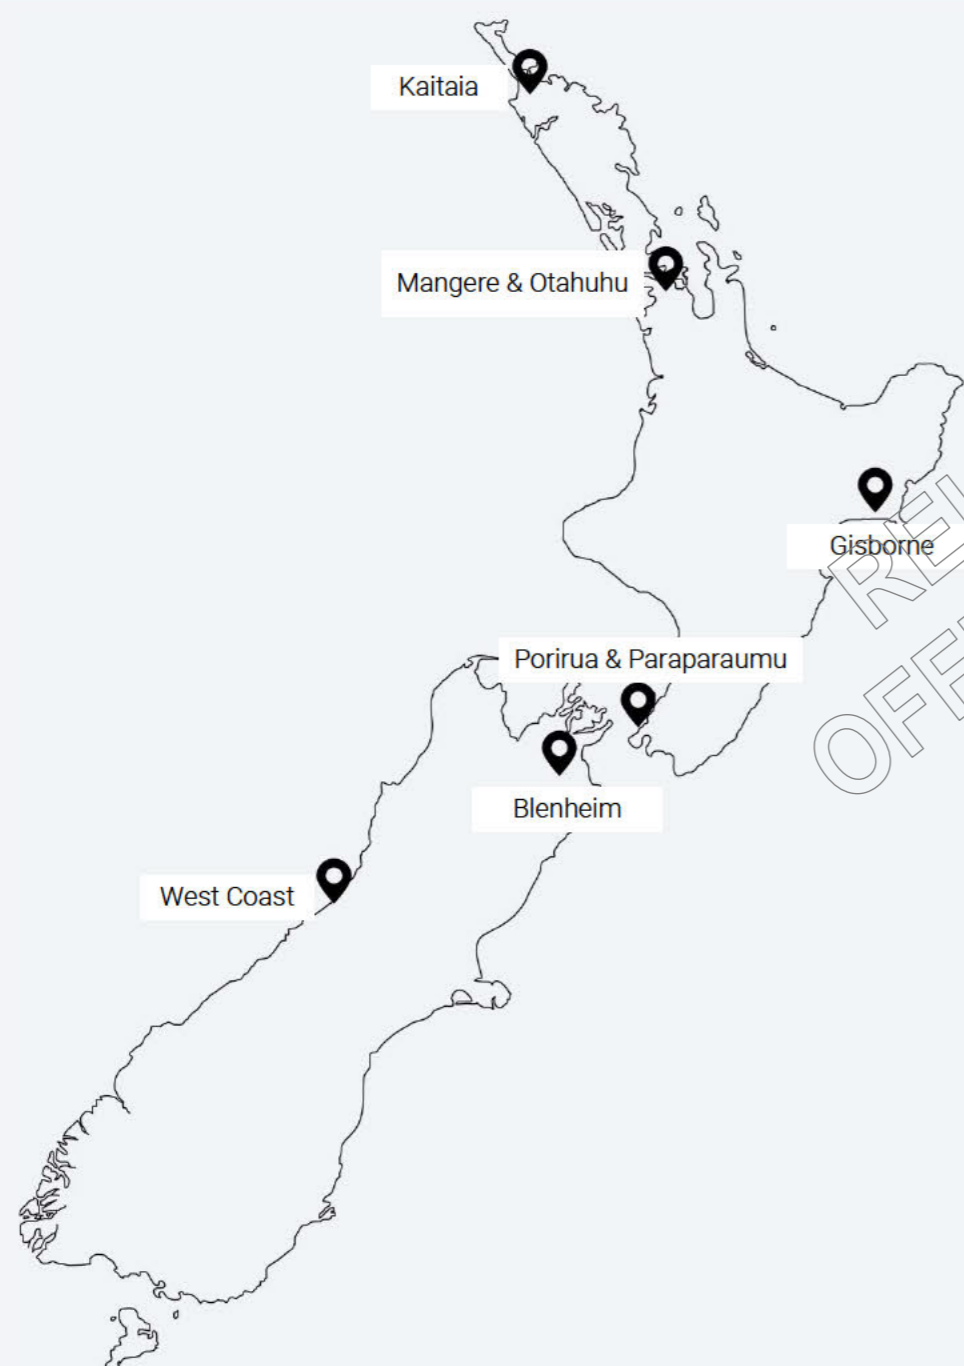 Kaitaia
Mangere & Otahuhu
Gisborne
Porirua & Paraparaumu
Blenheim
West Coast